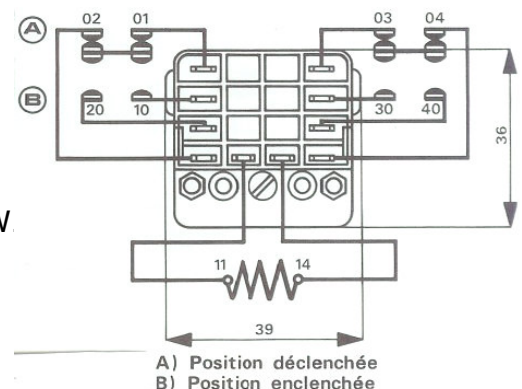 A 02 01 03 04
B 20 10 30 40
36
W
11 14
39
A) Position déclenchée
B) Position enclenchée